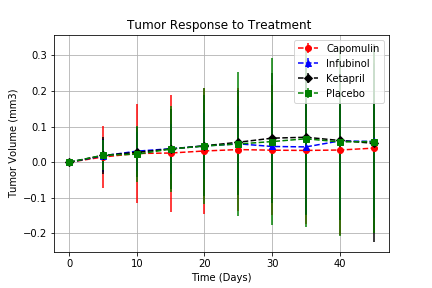 Tumor Response to Treatment
Tumor Volume (mm3)
0.3
0.2
0.1
0.0
−0.1
−0.2
Capomulin
Infubinol
Ketapril
Placebo
0
10
20
30
40
Time (Days)